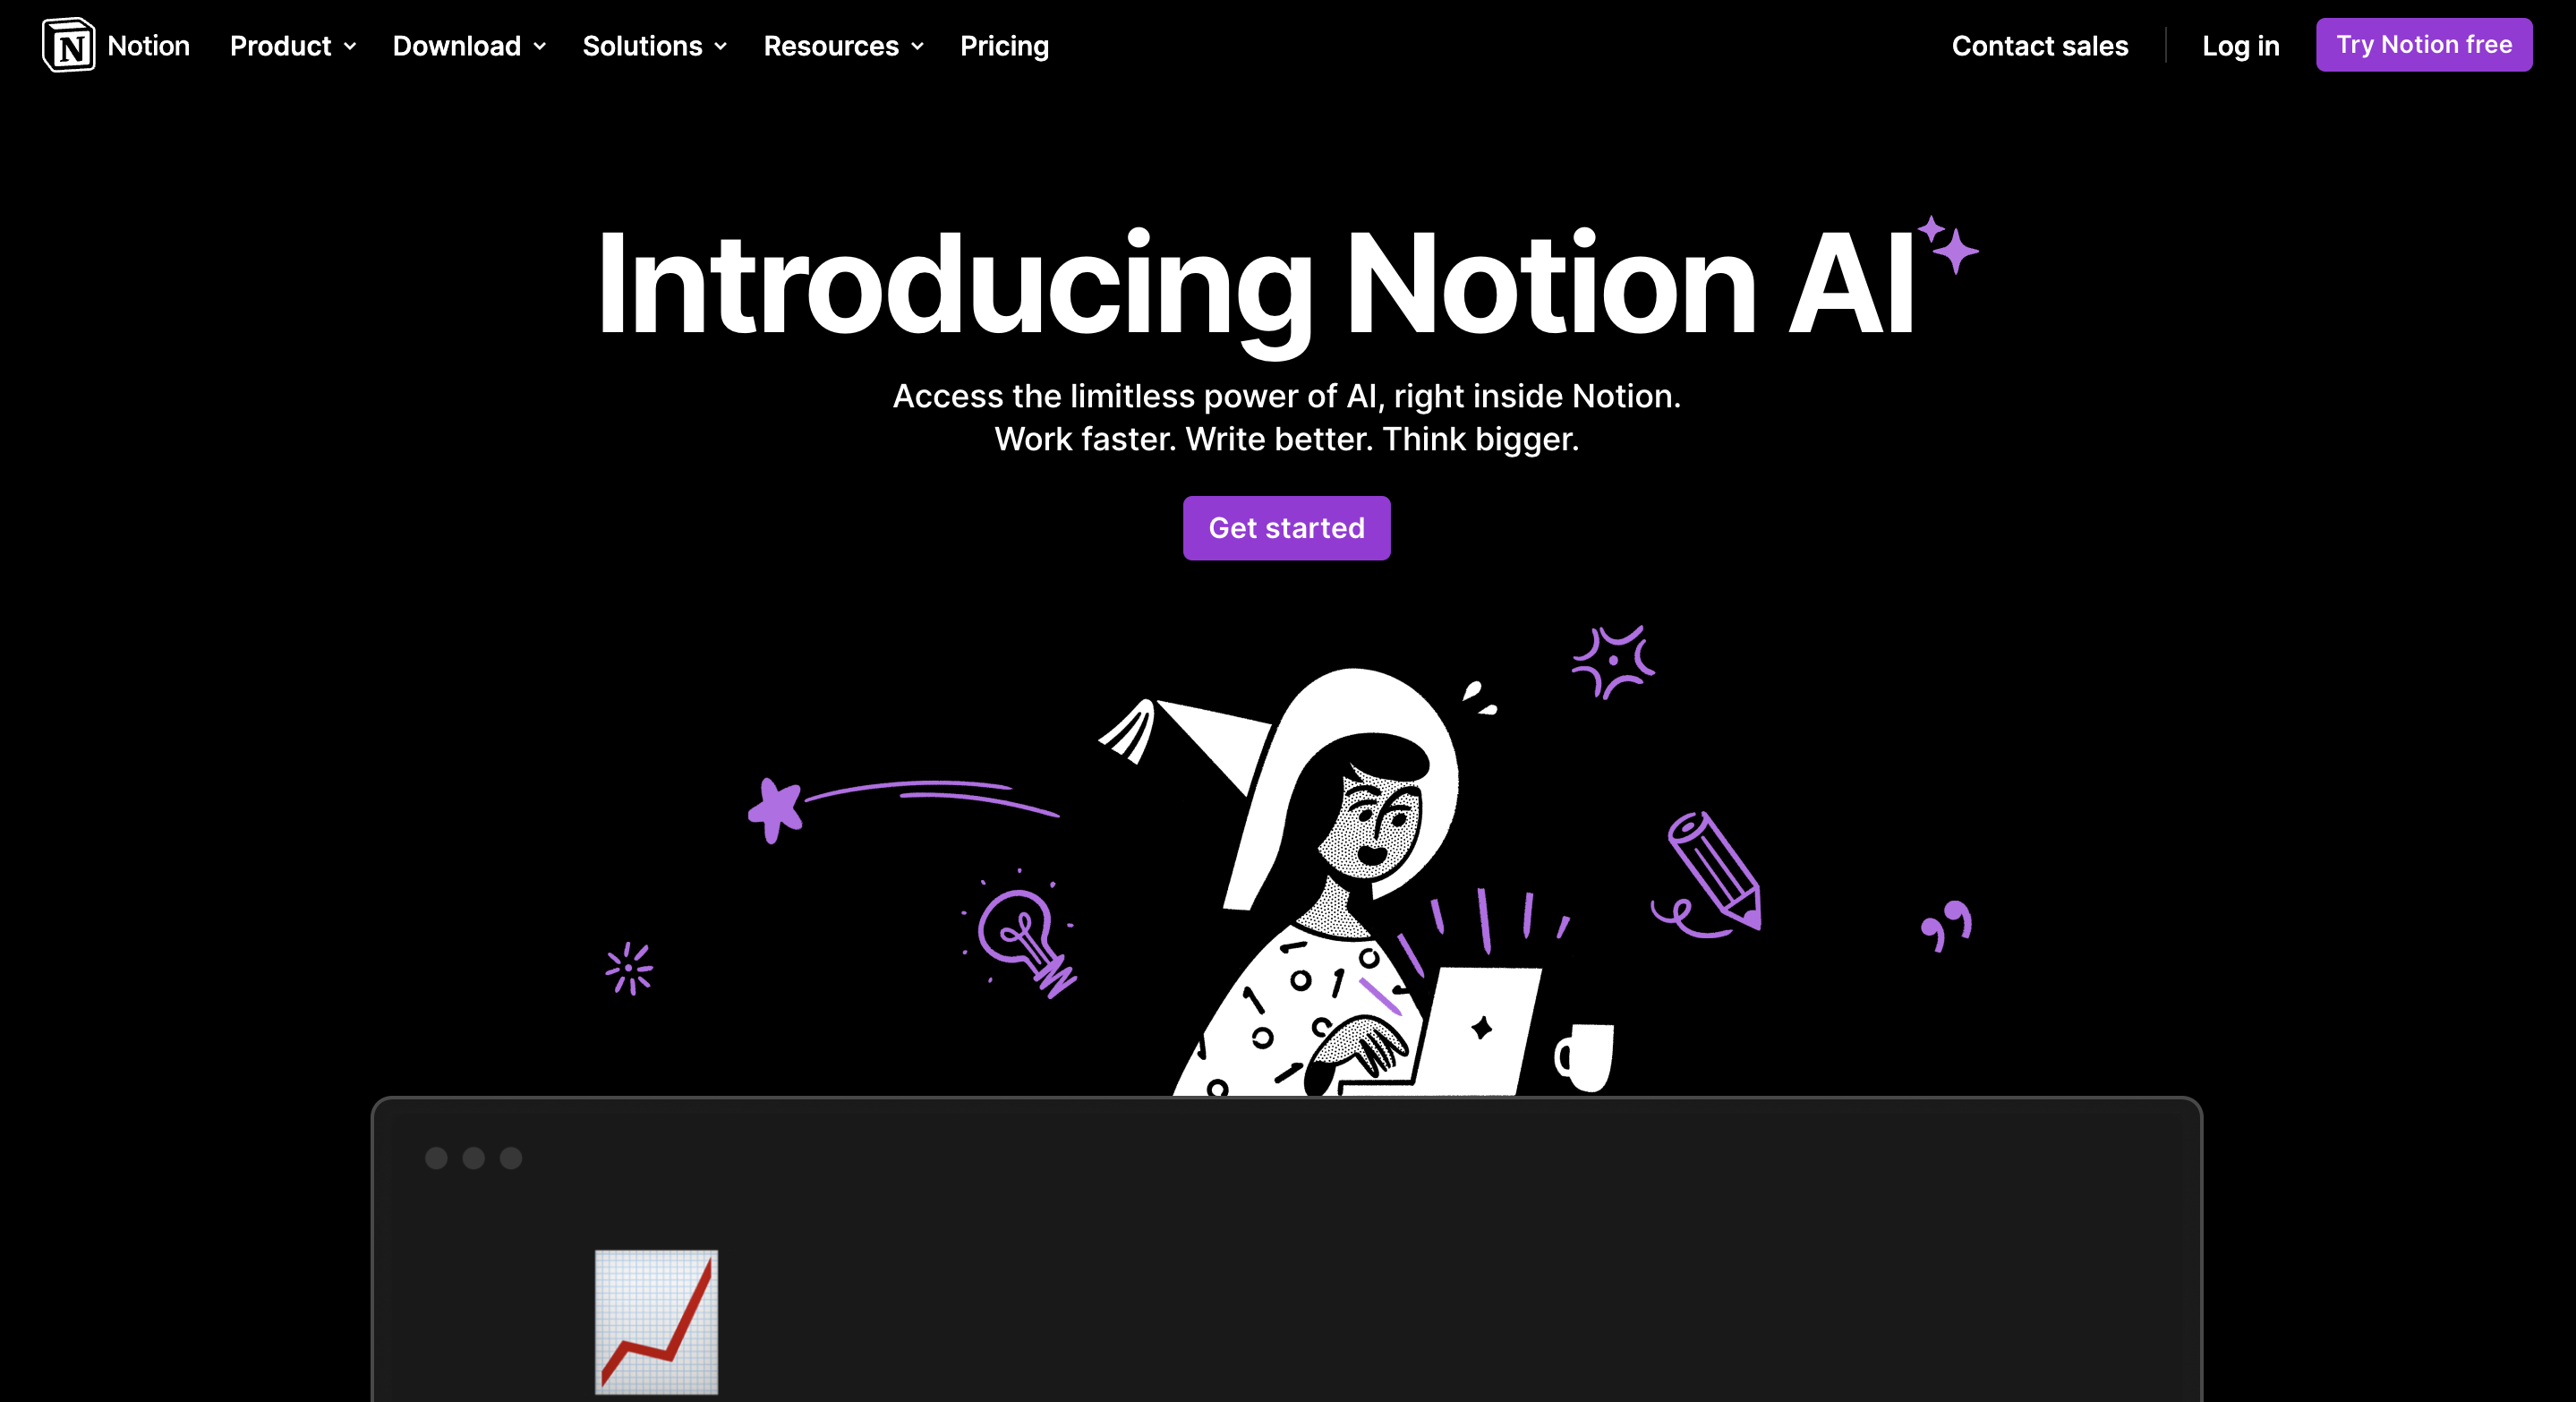 Notion Product Download Solutions Resources Pricing Contact sales Log in Try Notion free
Introducing Notion AI
Access the limitless power of AI, right inside Notion.
Work faster. Write better. Think bigger.
Get started